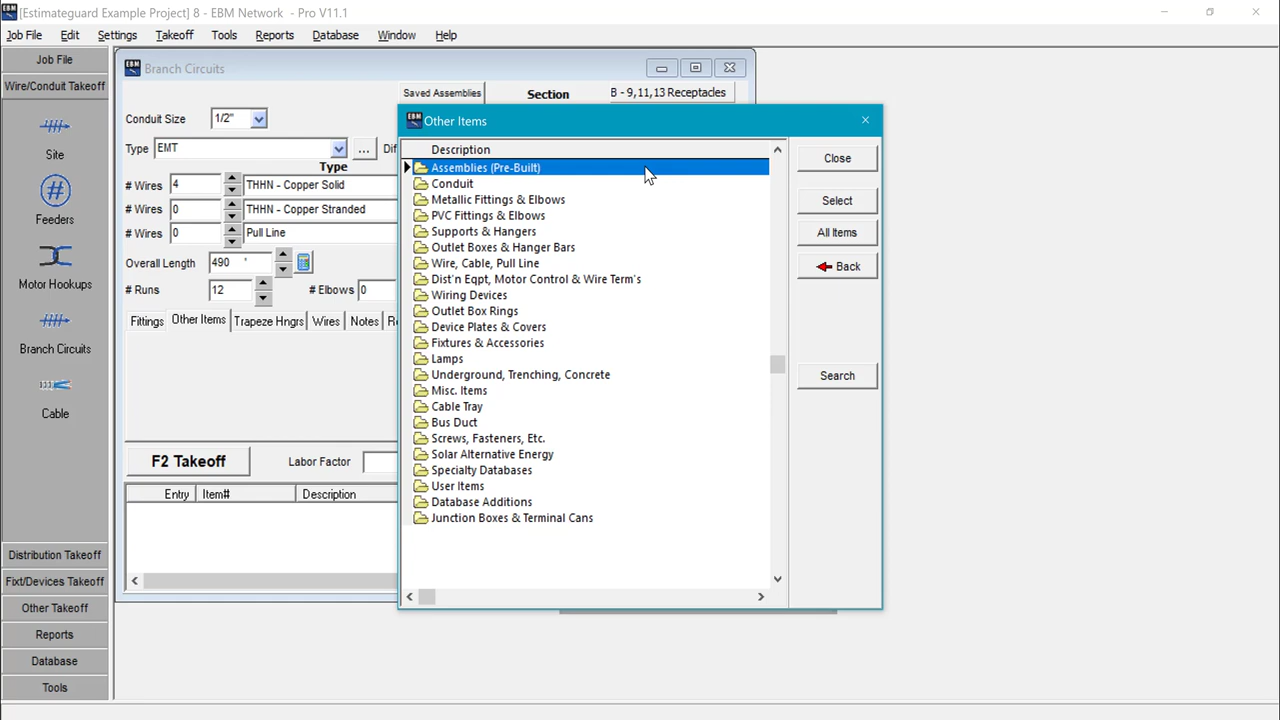 [Estimateguard Example Project] 8 - EBM Network - Pro V11.1
Job File Edit Settings Takeoff Tools Reports Database Window Help
Job File
Wire/Conduit Takeoff
Site
Feeders
Motor Hookups
Branch Circuits
Cable
Distribution Takeoff
Fixt/Devices Takeoff
Other Takeoff
Reports
Database
Tools
EBM Branch Circuits
Saved Assemblies Section B - 9,11,13 Receptacles
Conduit Size 1/2"
Type EMT ...
Type
# Wires 4 THHN - Copper Solid
# Wires 0 THHN - Copper Stranded
# Wires 0 Pull Line
Overall Length 490 '
# Runs 12 # Elbows 0
Fittings Other Items Trapeze Hngrs Wires Notes
F2 Takeoff Labor Factor
Entry Item# Description
EBM Other Items
Description
Assemblies (Pre-Built)
Conduit
Metallic Fittings & Elbows
PVC Fittings & Elbows
Supports & Hangers
Outlet Boxes & Hanger Bars
Wire, Cable, Pull Line
Dist'n Eqpt, Motor Control & Wire Term's
Wiring Devices
Outlet Box Rings
Device Plates & Covers
Fixtures & Accessories
Lamps
Underground, Trenching, Concrete
Misc. Items
Cable Tray
Bus Duct
Screws, Fasteners, Etc.
Solar Alternative Energy
Specialty Databases
User Items
Database Additions
Junction Boxes & Terminal Cans
Close
Select
All Items
Back
Search